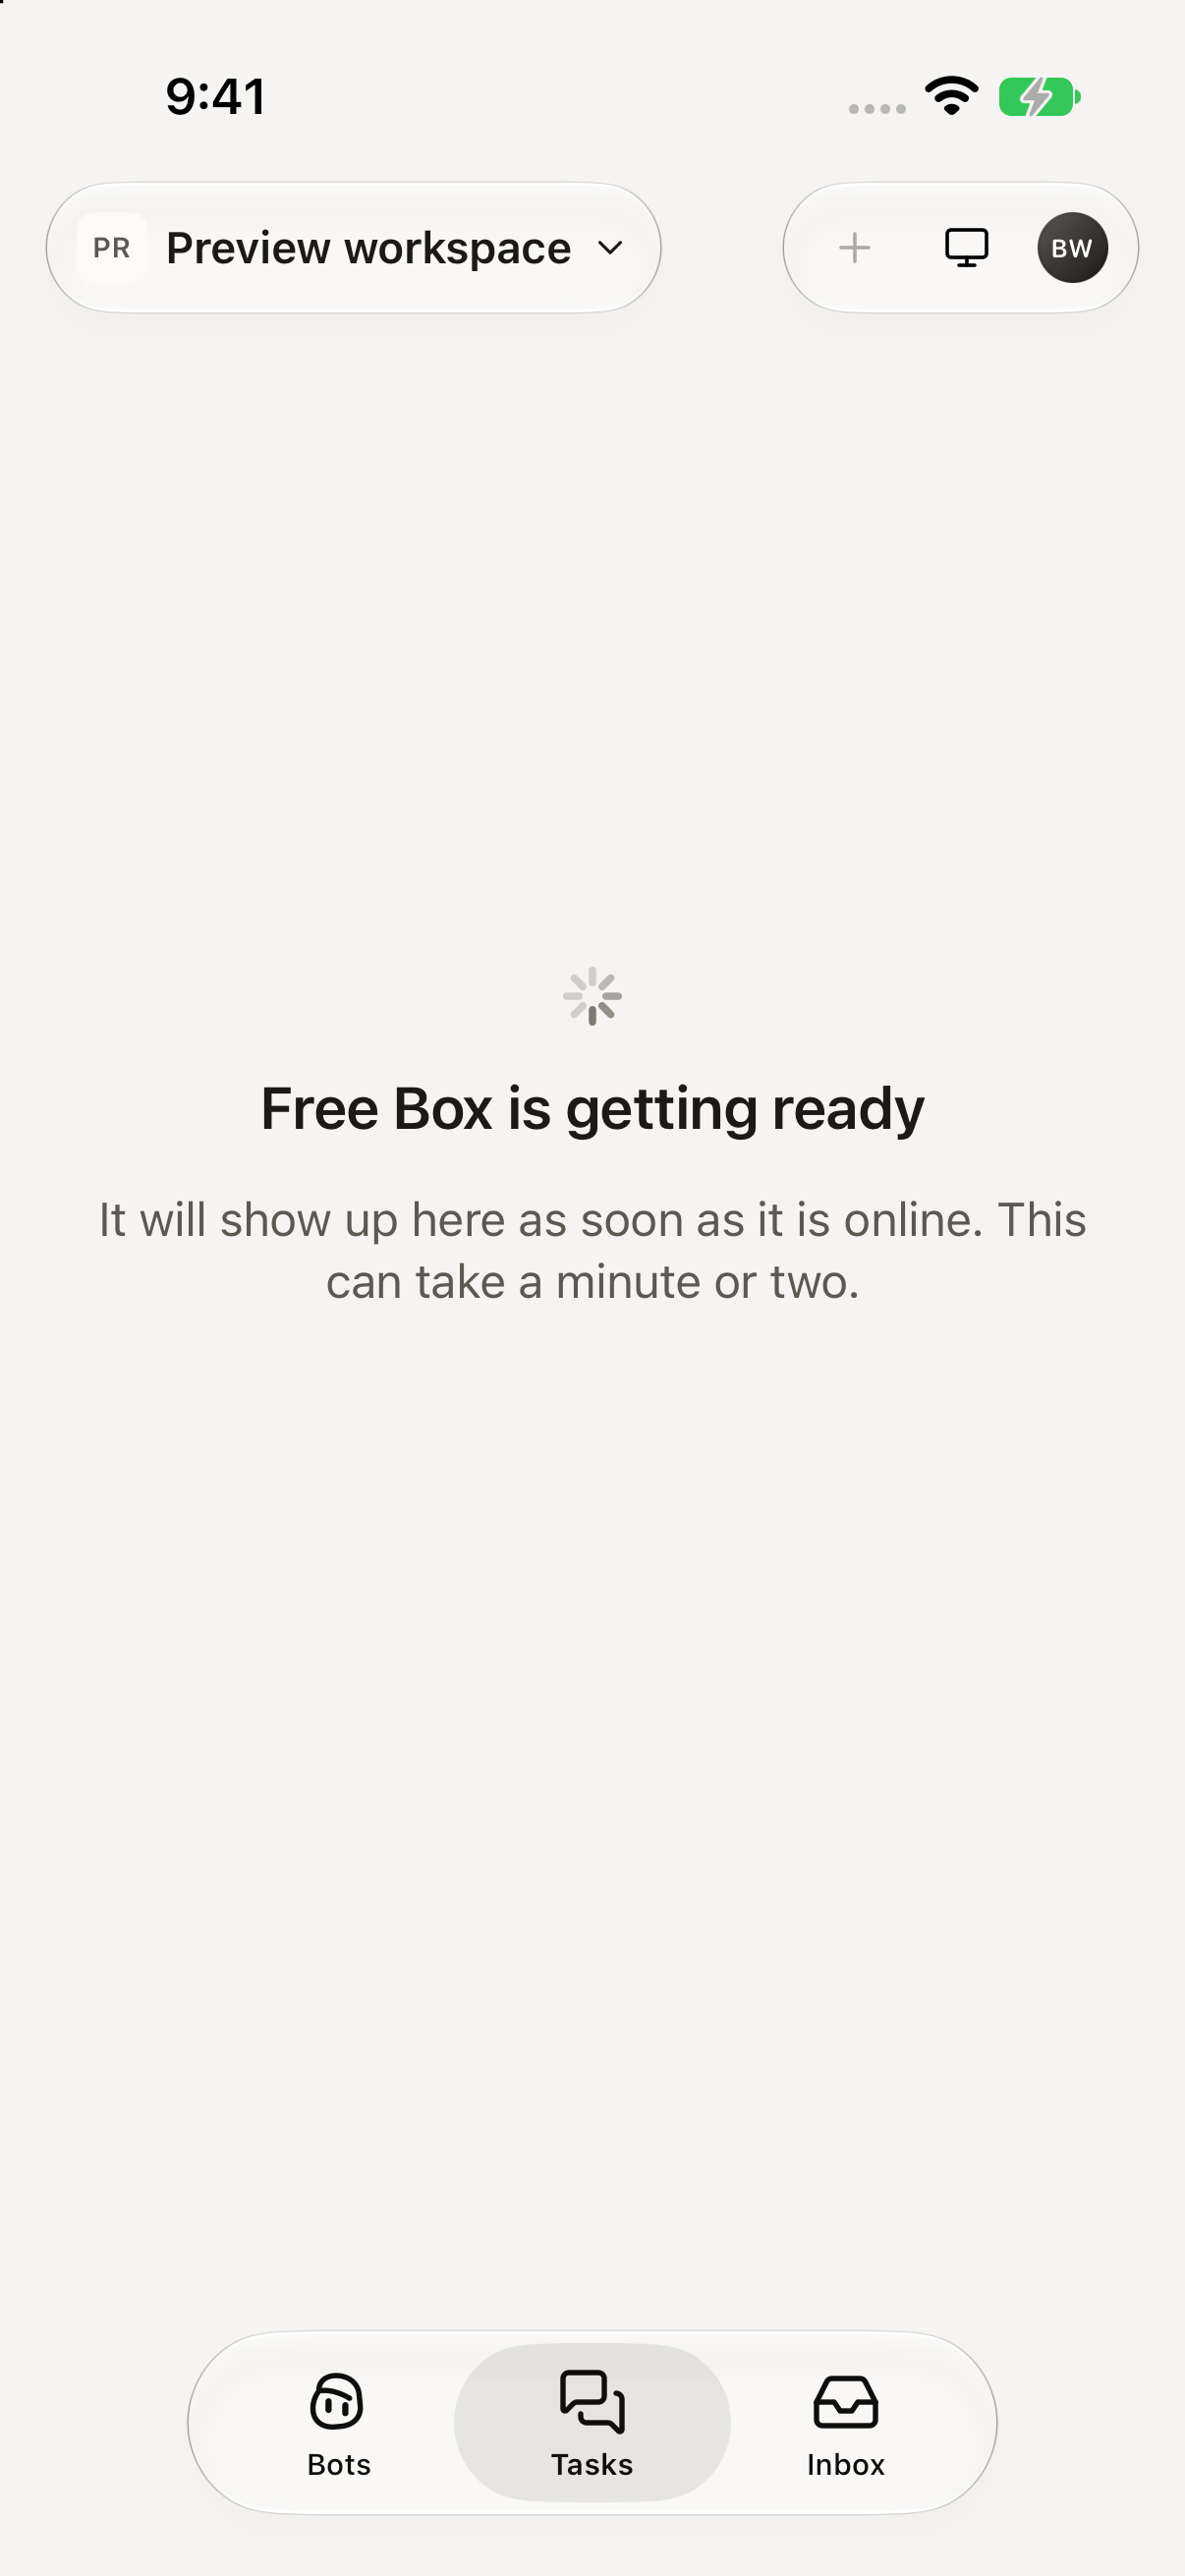 9:41
PR Preview workspace
BW
Free Box is getting ready
It will show up here as soon as it is online. This
can take a minute or two.
Bots Tasks Inbox